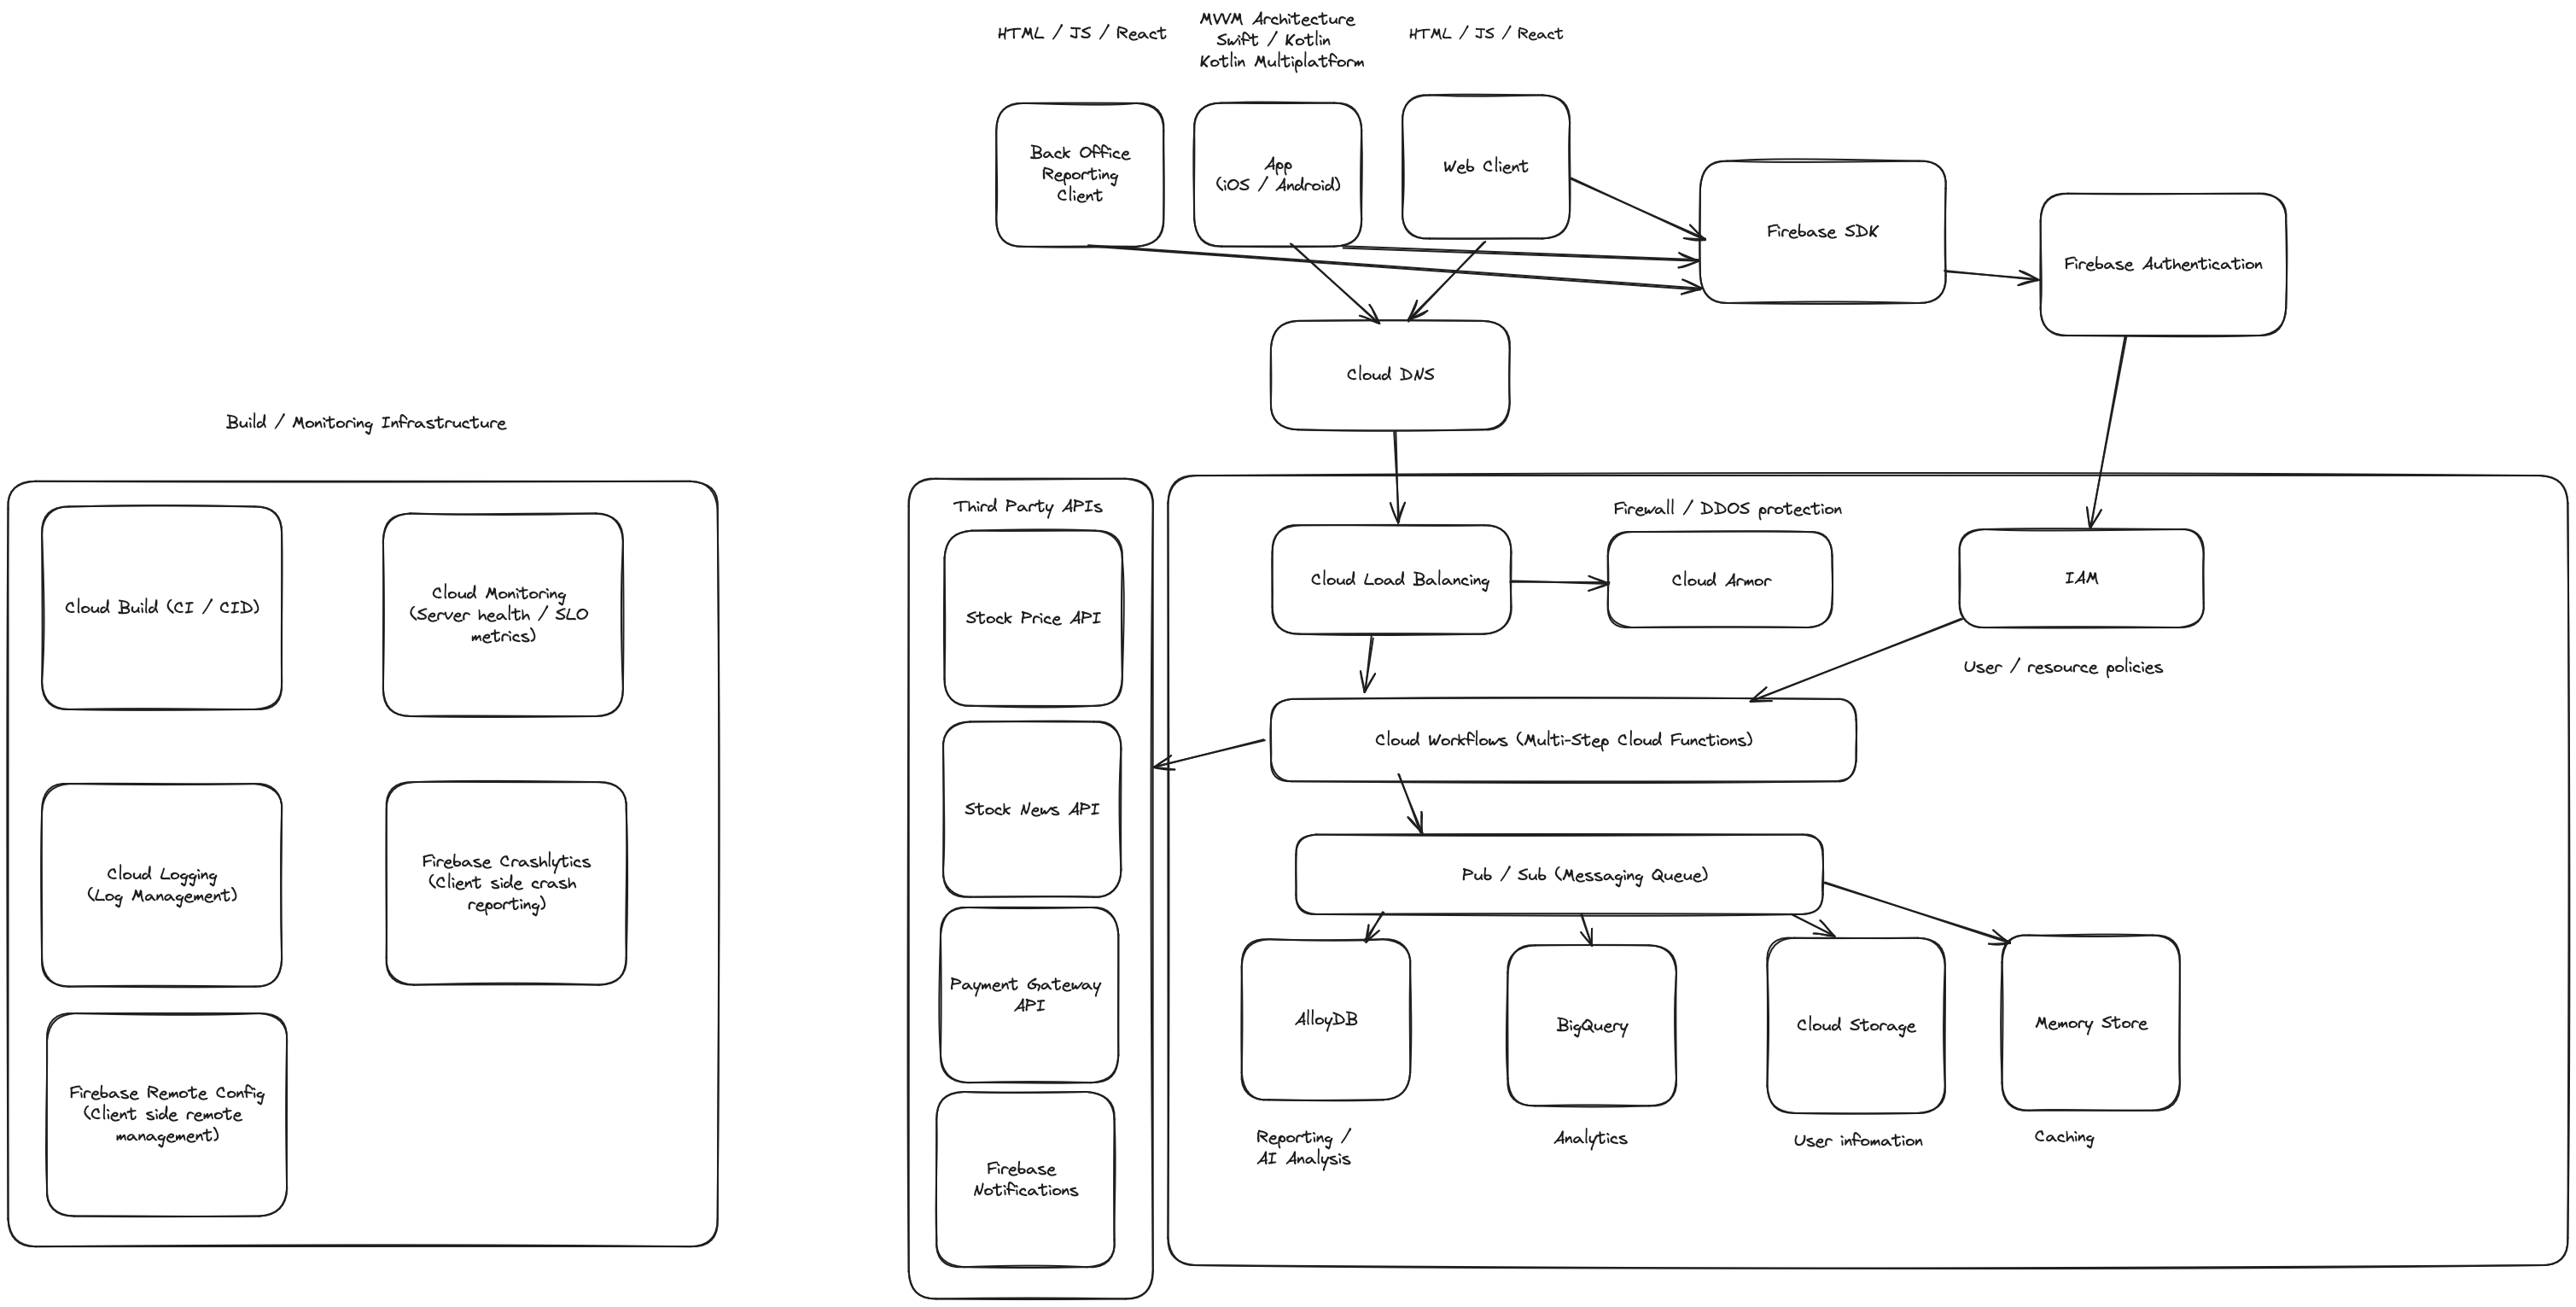 HTML / JS / React
MVVM Architecture
Swift / Kotlin
Kotlin Multiplatform
HTML / JS / React
Back Office
Reporting
Client
App
(iOS / Android)
Web Client
Firebase SDK
Firebase Authentication
Cloud DNS
Build / Monitoring Infrastructure
Cloud Build (CI / CID)
Cloud Monitoring
(Server health / SLO
metrics)
Cloud Logging
(Log Management)
Firebase Crashlytics
(Client side crash
reporting)
Firebase Remote Config
(Client side remote
management)
Third Party APIs
Stock Price API
Stock News API
Payment Gateway
API
Firebase
Notifications
Firewall / DDOS protection
Cloud Load Balancing
Cloud Armor
IAM
User / resource policies
Cloud Workflows (Multi-Step Cloud Functions)
Pub / Sub (Messaging Queue)
AlloyDB
BigQuery
Cloud Storage
Memory Store
Reporting /
AI Analysis
Analytics
User infomation
Caching